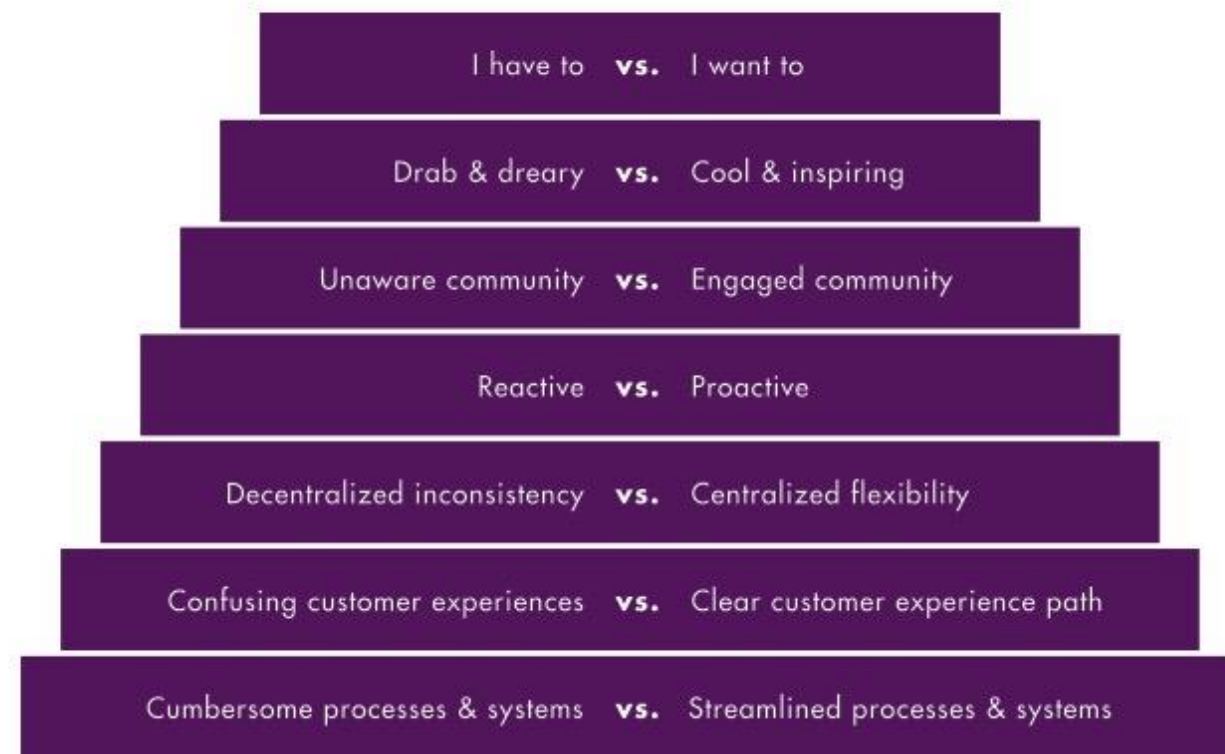 I have to vs. I want to
Drab & dreary vs. Cool & inspiring
Unaware community vs. Engaged community
Reactive vs. Proactive
Decentralized inconsistency vs. Centralized flexibility
Confusing customer experiences vs. Clear customer experience path
Cumbersome processes & systems vs. Streamlined processes & systems